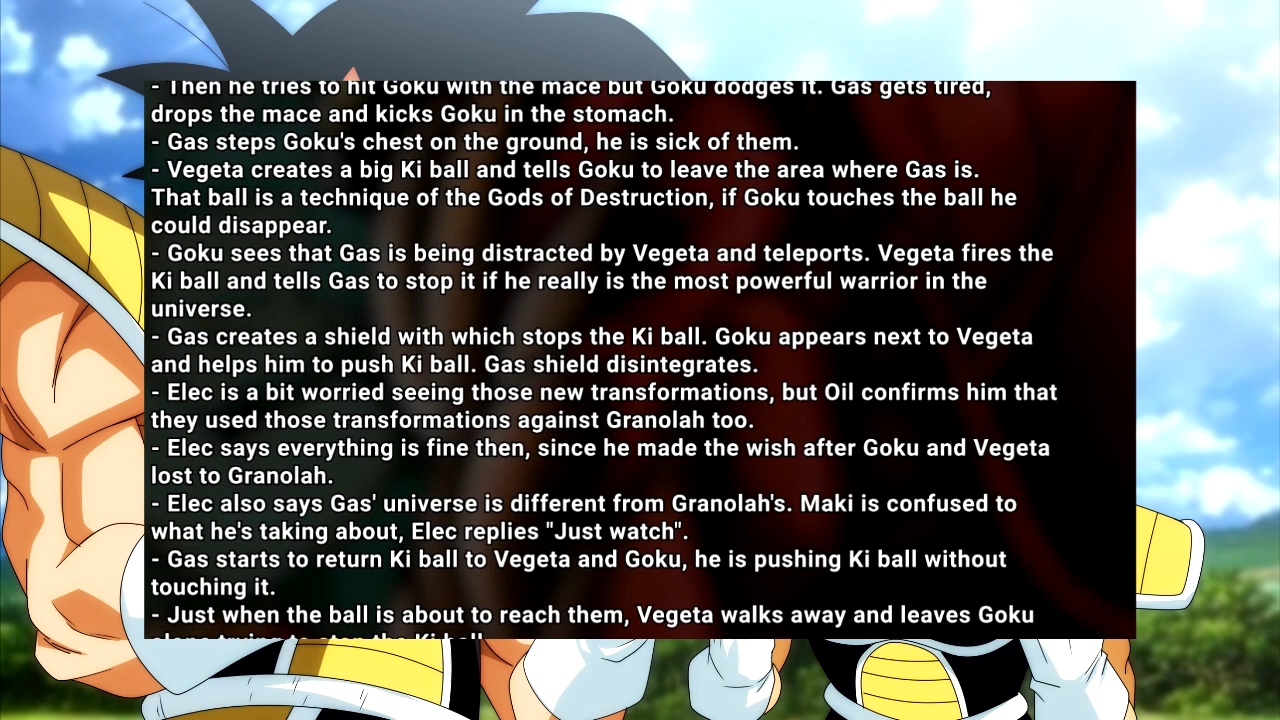 - Then he tries to hit Goku with the mace but Goku dodges it. Gas gets tired,
drops the mace and kicks Goku in the stomach.
- Gas steps Goku's chest on the ground, he is sick of them.
- Vegeta creates a big Ki ball and tells Goku to leave the area where Gas is.
That ball is a technique of the Gods of Destruction, if Goku touches the ball he
could disappear.
- Goku sees that Gas is being distracted by Vegeta and teleports. Vegeta fires the
Ki ball and tells Gas to stop it if he really is the most powerful warrior in the
universe.
- Gas creates a shield with which stops the Ki ball. Goku appears next to Vegeta
and helps him to push Ki ball. Gas shield disintegrates.
- Elec is a bit worried seeing those new transformations, but Oil confirms him that
they used those transformations against Granolah too.
- Elec says everything is fine then, since he made the wish after Goku and Vegeta
lost to Granolah.
- Elec also says Gas' universe is different from Granolah's. Maki is confused to
what he's taking about, Elec replies "Just watch".
- Gas starts to return Ki ball to Vegeta and Goku, he is pushing Ki ball without
touching it.
- Just when the ball is about to reach them, Vegeta walks away and leaves Goku
alone trying to stop the Ki ball